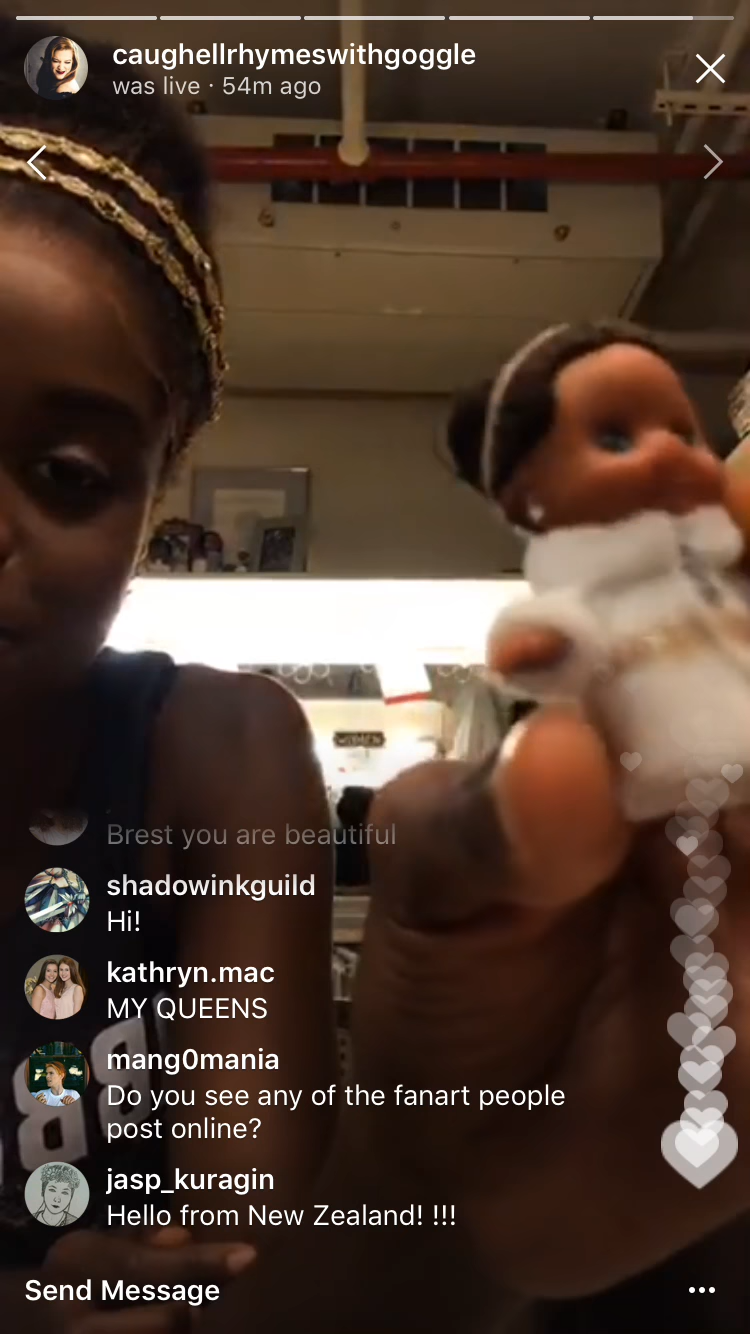 caughellrhymeswithgoggle
was live · 54m ago
WOMEN
Brest you are beautiful
shadowinkguild
Hi!
kathryn.mac
MY QUEENS
mang0mania
Do you see any of the fanart people
post online?
jasp_kuragin
Hello from New Zealand! !!!
Send Message